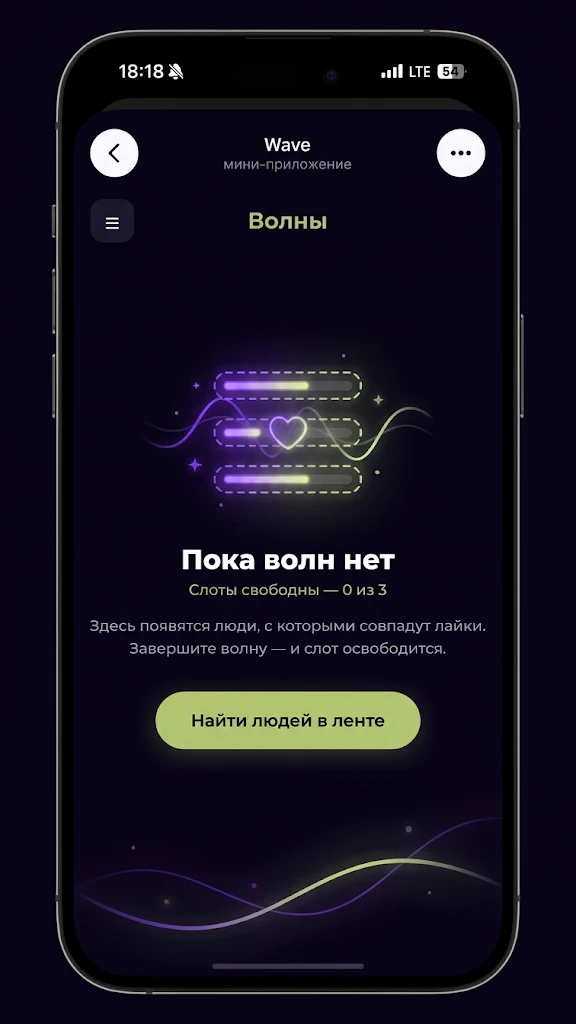 18:18
LTE
54
Wave
мини-приложение
Волны
Пока волн нет
Слоты свободны — 0 из 3
Здесь появятся люди, с которыми совпадут лайки.
Завершите волну — и слот освободится.
Найти людей в ленте